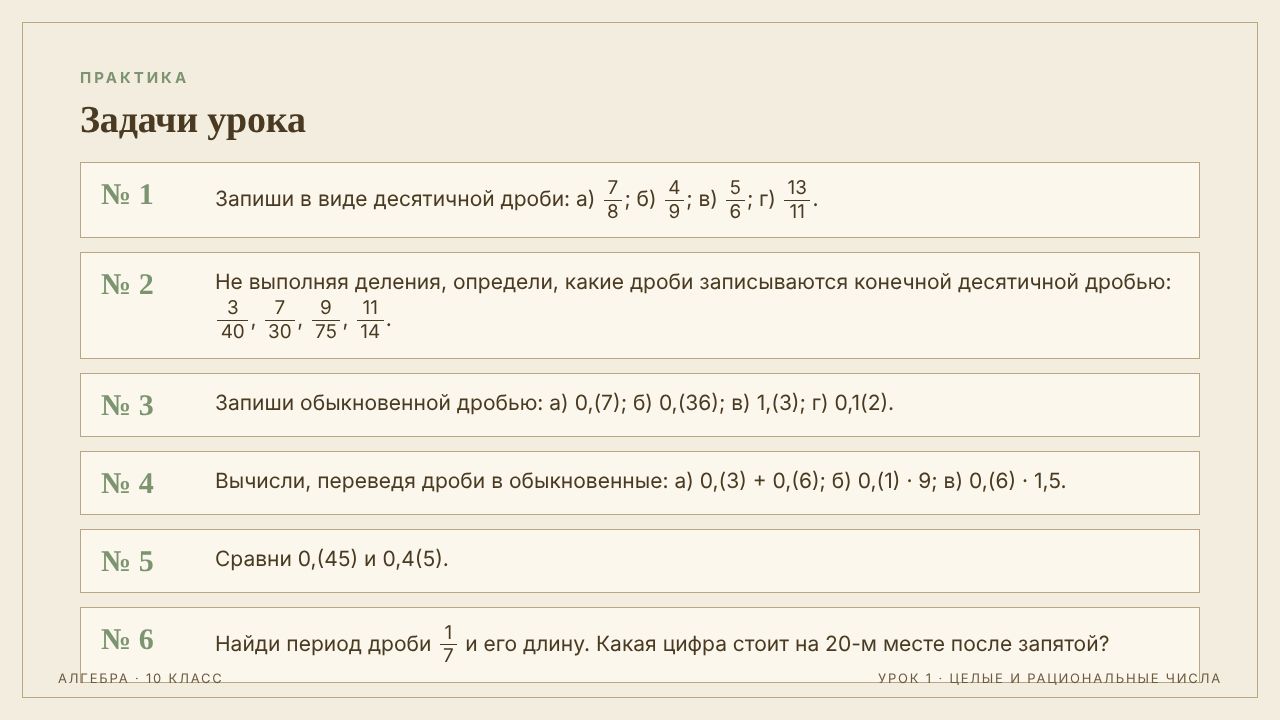 ПРАКТИКА
Задачи урока
№ 1 Запиши в виде десятичной дроби: а) 7/8; б) 4/9; в) 5/6; г) 13/11.
№ 2 Не выполняя деления, определи, какие дроби записываются конечной десятичной дробью:
3/40, 7/30, 9/75, 11/14.
№ 3 Запиши обыкновенной дробью: а) 0,(7); б) 0,(36); в) 1,(3); г) 0,1(2).
№ 4 Вычисли, переведя дроби в обыкновенные: а) 0,(3) + 0,(6); б) 0,(1) · 9; в) 0,(6) · 1,5.
№ 5 Сравни 0,(45) и 0,4(5).
№ 6 Найди период дроби 1/7 и его длину. Какая цифра стоит на 20-м месте после запятой?
АЛГЕБРА · 10 КЛАСС
УРОК 1 · ЦЕЛЫЕ И РАЦИОНАЛЬНЫЕ ЧИСЛА